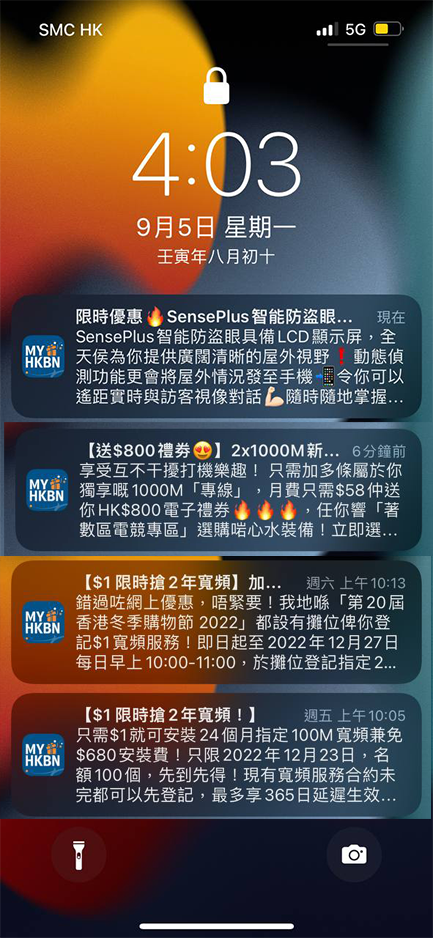 SMC HK
5G
4:03
9月5日 星期一
壬寅年八月初十
限時優惠🔥SensePlus智能防盜眼... 現在
MY HKBN
SensePlus智能防盜眼具備LCD顯示屏，全
天侯為你提供廣闊清晰的屋外視野❗動態偵
測功能更會將屋外情況發至手機📲令你可以
遙距實時與訪客視像對話💪🏻隨時隨地掌握...
【送$800禮券😍】2x1000M新... 6分鐘前
MY HKBN
享受互不干擾打機樂趣！ 只需加多條屬於你
獨享嘅1000M「專線」，月費只需$58仲送
你HK$800電子禮券🔥🔥🔥，任你響「著
數區電競專區」選購啱心水裝備！立即選...
【$1限時搶2年寬頻】加... 週六 上午10:13
MY HKBN
錯過咗網上優惠，唔緊要！我地喺「第20屆
香港冬季購物節 2022」都設有攤位俾你登
記$1寬頻服務！即日起至2022年12月27日
每日早上10:00-11:00，於攤位登記指定2...
【$1限時搶2年寬頻！】 週五 上午10:05
MY HKBN
只需$1就可安裝24個月指定100M寬頻兼免
$680安裝費！只限2022年12月23日，名
額100個，先到先得！現有寬頻服務合約未
完都可以先登記，最多享365日延遲生效...